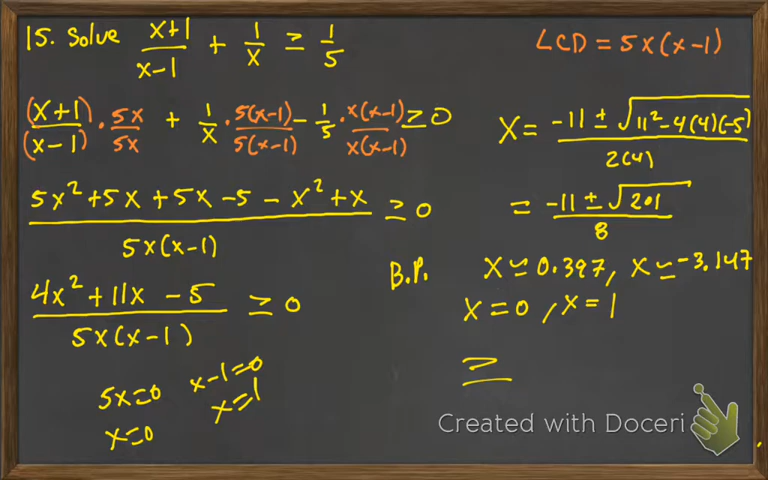 15. Solve (x+1)/(x-1) + 1/x ≥ 1/5
LCD = 5x(x-1)
(x+1)/(x-1) · 5x/5x + 1/x · 5(x-1)/5(x-1) - 1/5 · x(x-1)/x(x-1) ≥ 0
(5x² + 5x + 5x - 5 - x² + x)/(5x(x-1)) ≥ 0
(4x² + 11x - 5)/(5x(x-1)) ≥ 0
5x=0 x-1=0
x=0 x=1
x = (-11 ± √(11² - 4(4)(-5)))/(2(4))
= (-11 ± √201)/8
B.P. x ≃ 0.397, x ≃ -3.147
x = 0, x = 1
≥
Created with Doceri